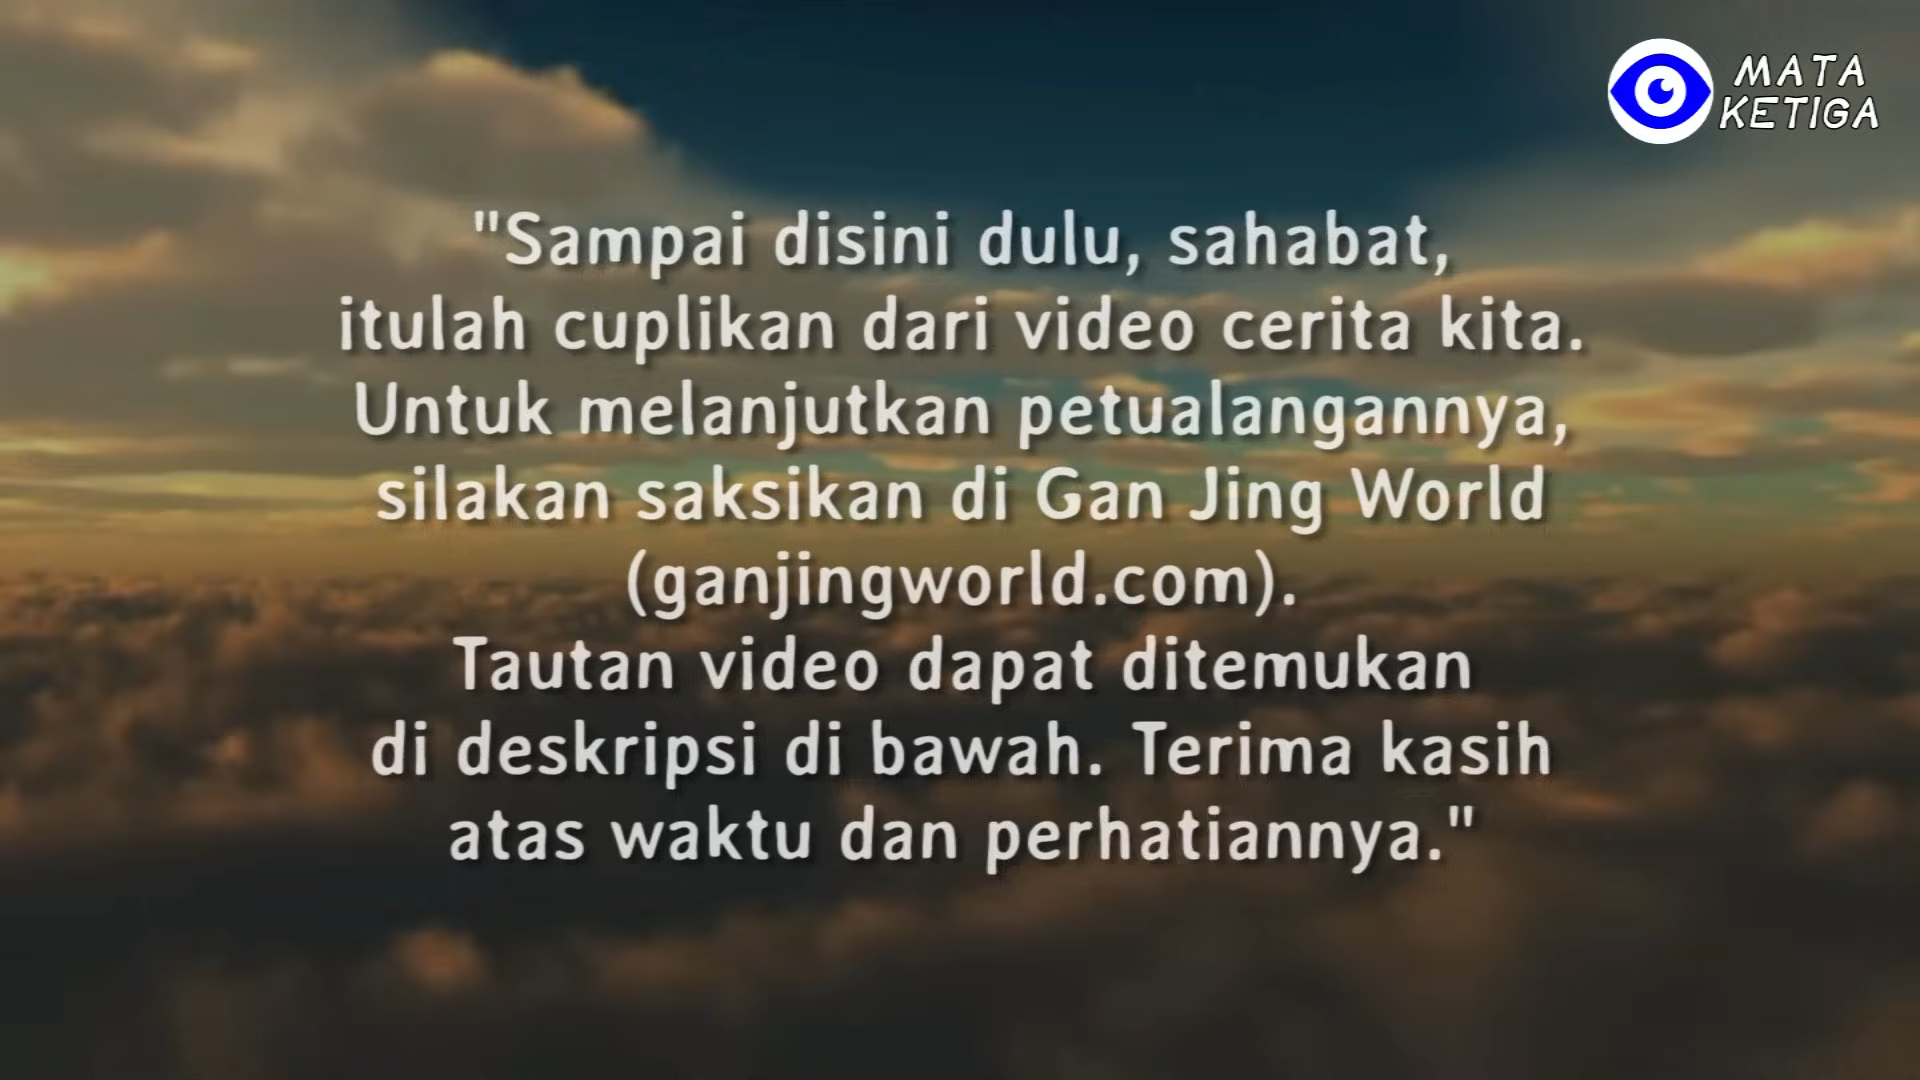 MATA
KETIGA
"Sampai disini dulu, sahabat,
itulah cuplikan dari video cerita kita.
Untuk melanjutkan petualangannya,
silakan saksikan di Gan Jing World
(ganjingworld.com).
Tautan video dapat ditemukan
di deskripsi di bawah. Terima kasih
atas waktu dan perhatiannya."